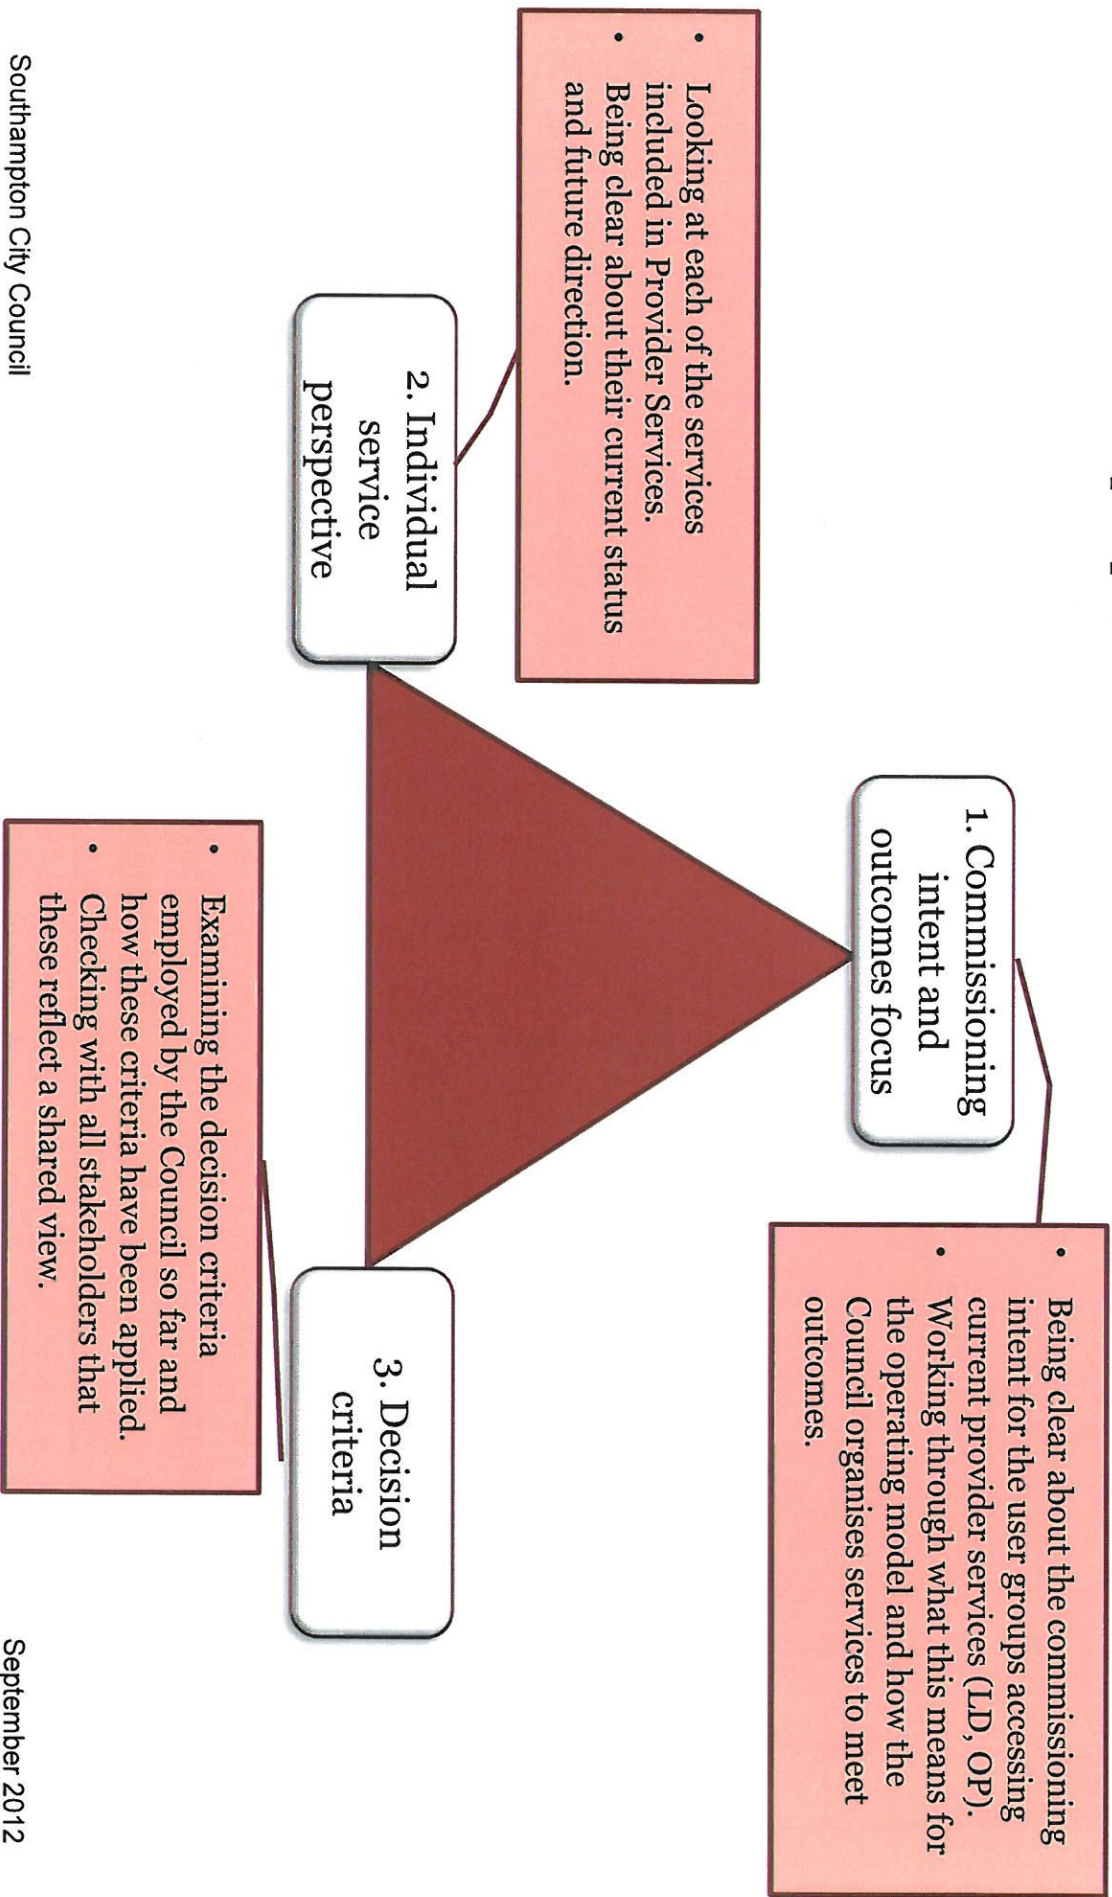 1. Commissioning
intent and
outcomes focus
• Being clear about the commissioning
intent for the user groups accessing
current provider services (LD, OP).
• Working through what this means for
the operating model and how the
Council organises services to meet
outcomes.
• Looking at each of the services
included in Provider Services.
• Being clear about their current status
and future direction.
2. Individual
service
perspective
3. Decision
criteria
• Examining the decision criteria
employed by the Council so far and
how these criteria have been applied.
• Checking with all stakeholders that
these reflect a shared view.
Southampton City Council
September 2012